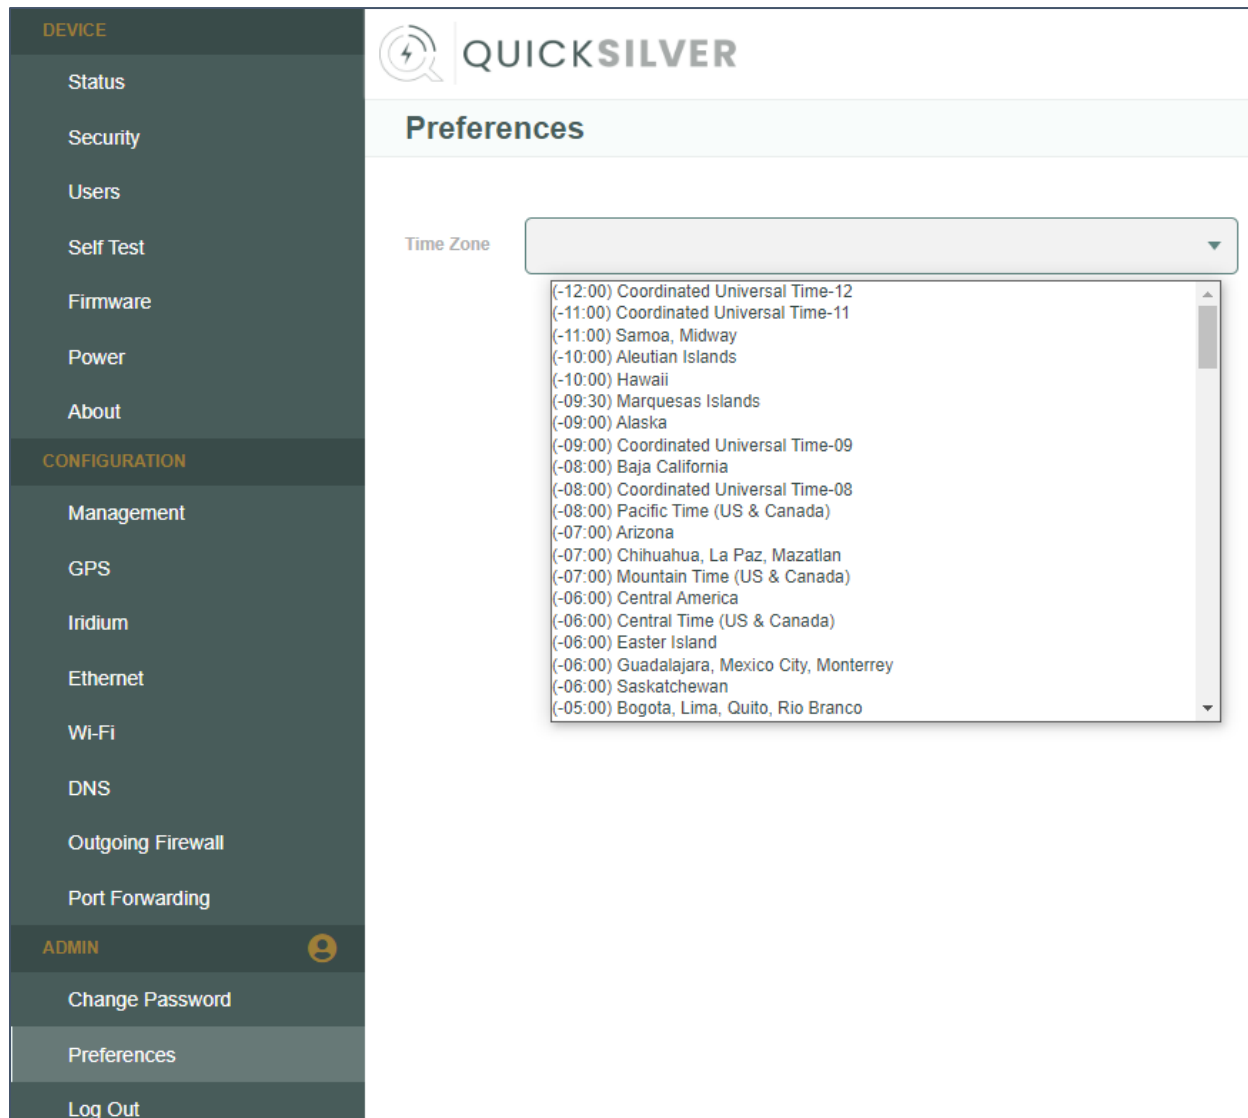 DEVICE
Status
Security
Users
Self Test
Firmware
Power
About
CONFIGURATION
Management
GPS
Iridium
Ethernet
Wi-Fi
DNS
Outgoing Firewall
Port Forwarding
ADMIN
Change Password
Preferences
Log Out
QUICKSILVER
Preferences
Time Zone
(-12:00) Coordinated Universal Time-12
(-11:00) Coordinated Universal Time-11
(-11:00) Samoa, Midway
(-10:00) Aleutian Islands
(-10:00) Hawaii
(-09:30) Marquesas Islands
(-09:00) Alaska
(-09:00) Coordinated Universal Time-09
(-08:00) Baja California
(-08:00) Coordinated Universal Time-08
(-08:00) Pacific Time (US & Canada)
(-07:00) Arizona
(-07:00) Chihuahua, La Paz, Mazatlan
(-07:00) Mountain Time (US & Canada)
(-06:00) Central America
(-06:00) Central Time (US & Canada)
(-06:00) Easter Island
(-06:00) Guadalajara, Mexico City, Monterrey
(-06:00) Saskatchewan
(-05:00) Bogota, Lima, Quito, Rio Branco